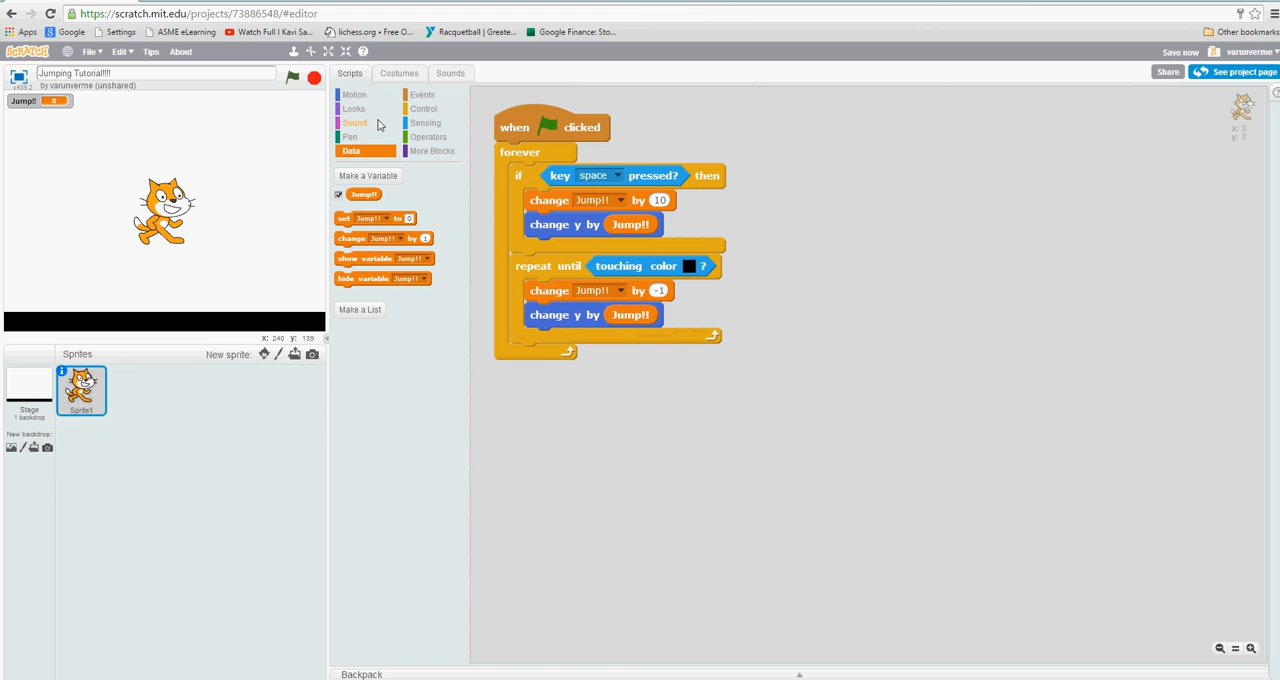 https://scratch.mit.edu/projects/73886548/#editor
Apps Google Settings ASME eLearning Watch Full I Kavi Sa... lichess.org • Free O... Racquetball | Greate... Google Finance: Sto... Other bookmarks
SCRATCH File Edit Tips About Save now varunverme
Jumping Tutorial!!!! Scripts Costumes Sounds Share See project page
by varunverme (unshared)
v439.2
Jump!! 0
Motion Events
Looks Control
Sound Sensing
Pen Operators
Data More Blocks
Make a Variable
Jump!!
set Jump!! to 0
change Jump!! by 1
show variable Jump!!
hide variable Jump!!
Make a List
when clicked
forever
if key space pressed? then
change Jump!! by 10
change y by Jump!!
repeat until touching color ?
change Jump!! by -1
change y by Jump!!
x: 0
y: 0
X: 240 y: 139
Sprites New sprite:
Stage
1 backdrop
Sprite1
New backdrop:
Backpack